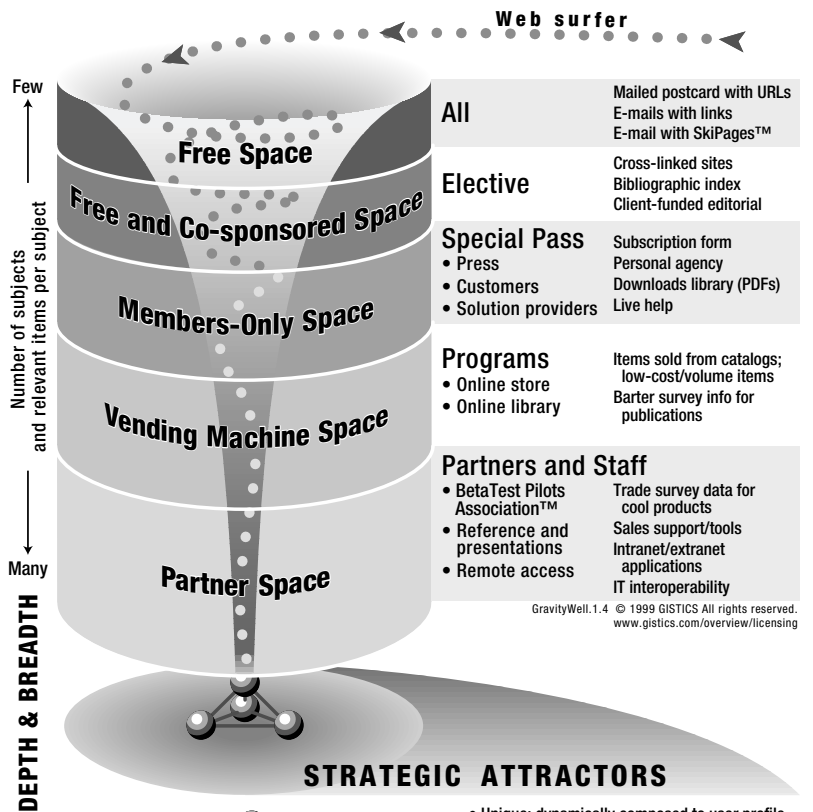 Web surfer
Few
Number of subjects
and relevant items per subject
Many
DEPTH & BREADTH
Free Space
Free and Co-sponsored Space
Members-Only Space
Vending Machine Space
Partner Space
All
Mailed postcard with URLs
E-mails with links
E-mail with SkiPages™
Elective
Cross-linked sites
Bibliographic index
Client-funded editorial
Special Pass
• Press
• Customers
• Solution providers
Subscription form
Personal agency
Downloads library (PDFs)
Live help
Programs
• Online store
• Online library
Items sold from catalogs;
low-cost/volume items
Barter survey info for
publications
Partners and Staff
• BetaTest Pilots
Association™
• Reference and
presentations
• Remote access
Trade survey data for
cool products
Sales support/tools
Intranet/extranet
applications
IT interoperability
GravityWell.1.4 © 1999 GISTICS All rights reserved.
www.gistics.com/overview/licensing
STRATEGIC ATTRACTORS
• Unique: dynamically composed to user profile